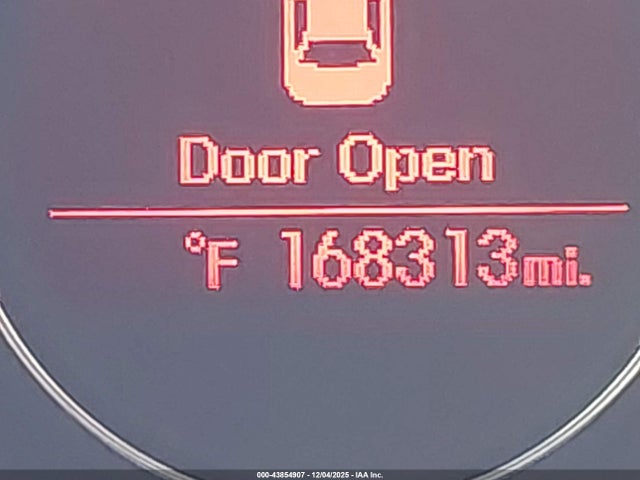 Door Open
°F 168313mi.
000-43854907 - 12/04/2025 - IAA Inc.